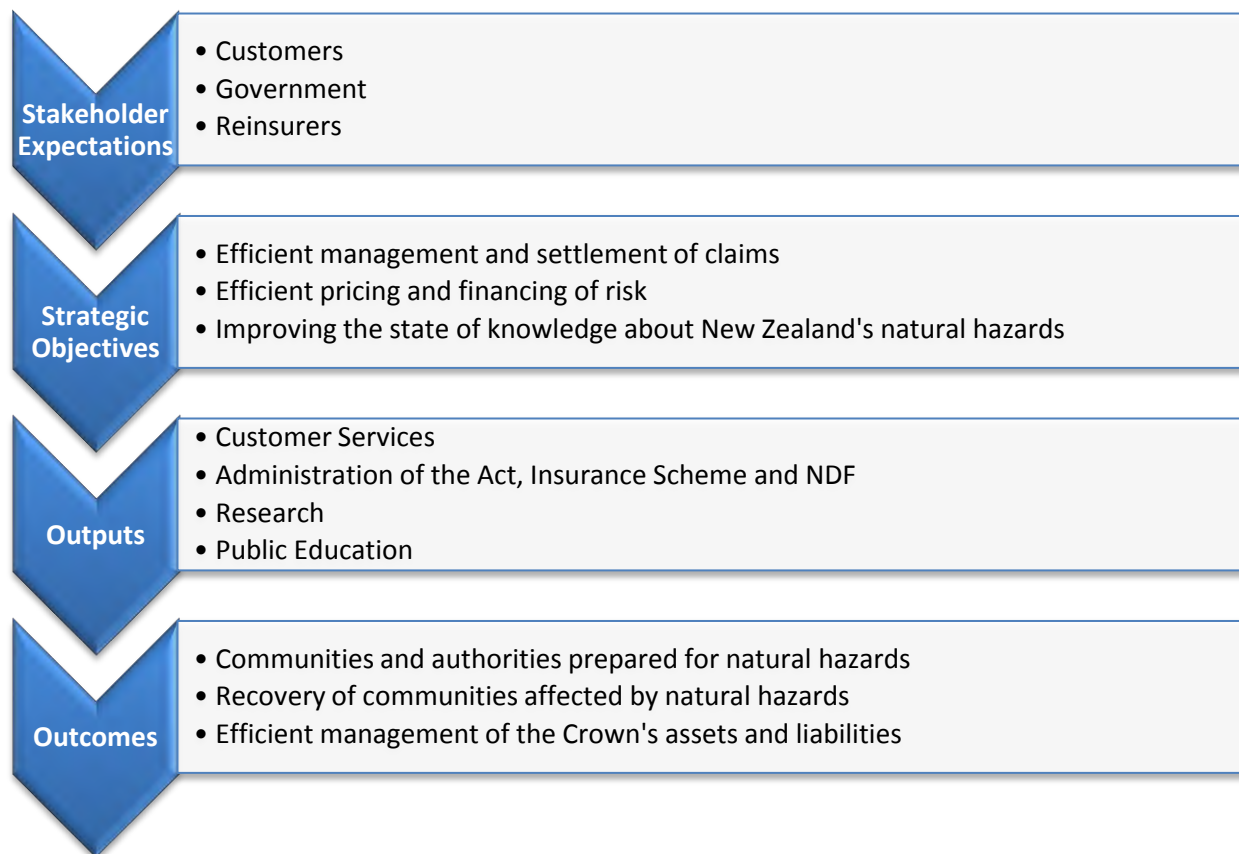 Stakeholder
Expectations
• Customers
• Government
• Reinsurers
Strategic
Objectives
• Efficient management and settlement of claims
• Efficient pricing and financing of risk
• Improving the state of knowledge about New Zealand's natural hazards
Outputs
• Customer Services
• Administration of the Act, Insurance Scheme and NDF
• Research
• Public Education
Outcomes
• Communities and authorities prepared for natural hazards
• Recovery of communities affected by natural hazards
• Efficient management of the Crown's assets and liabilities